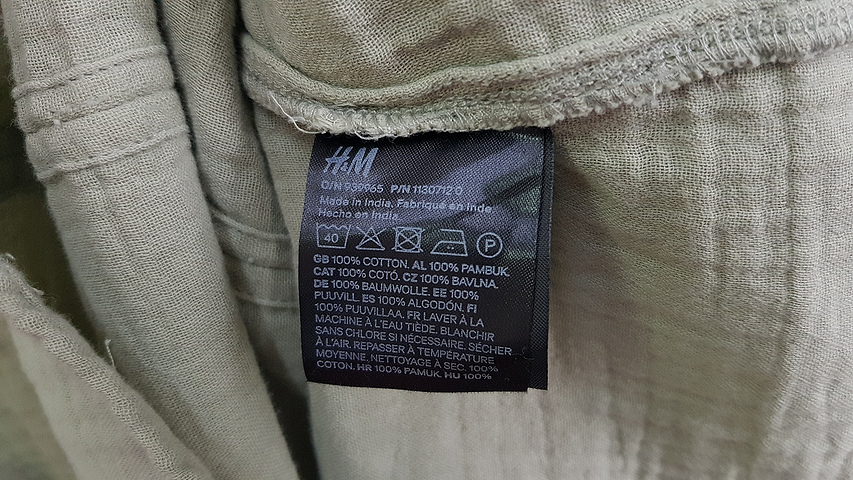 H&M
O/N 939965 P/N 1130712 0
Made in India. Fabriqué en Inde.
Hecho en India
40 P
GB 100% COTTON. AL 100% PAMBUK.
CAT 100% COTÓ. CZ 100% BAVLNA.
DE 100% BAUMWOLLE. EE 100%
PUUVILL. ES 100% ALGODÓN. FI
100% PUUVILLAA. FR LAVER À LA
MACHINE À L'EAU TIÈDE. BLANCHIR
SANS CHLORE SI NÉCESSAIRE. SÉCHER
À L'AIR. REPASSER À TEMPÉRATURE
MOYENNE. NETTOYAGE À SEC. 100%
COTON. HR 100% PAMUK. HU 100%